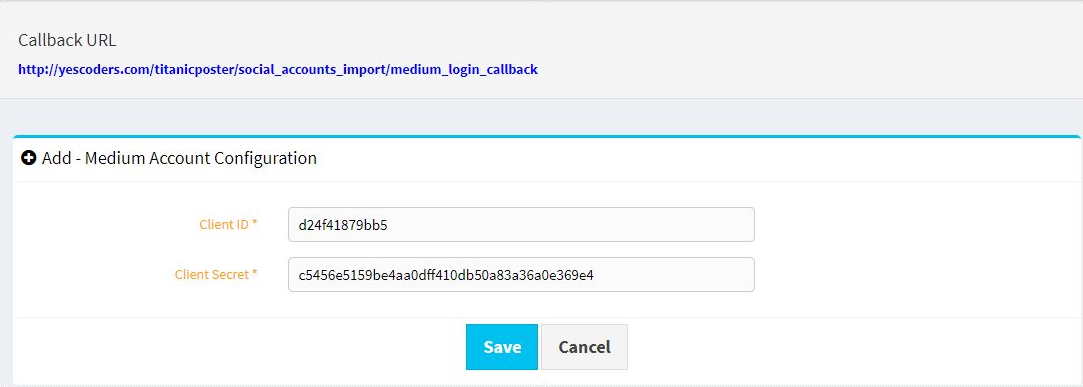 Callback URL
http://yescoders.com/titanicposter/social_accounts_import/medium_login_callback
Add - Medium Account Configuration
Client ID * d24f41879bb5
Client Secret * c5456e5159be4aa0dff410db50a83a36a0e369e4
Save Cancel